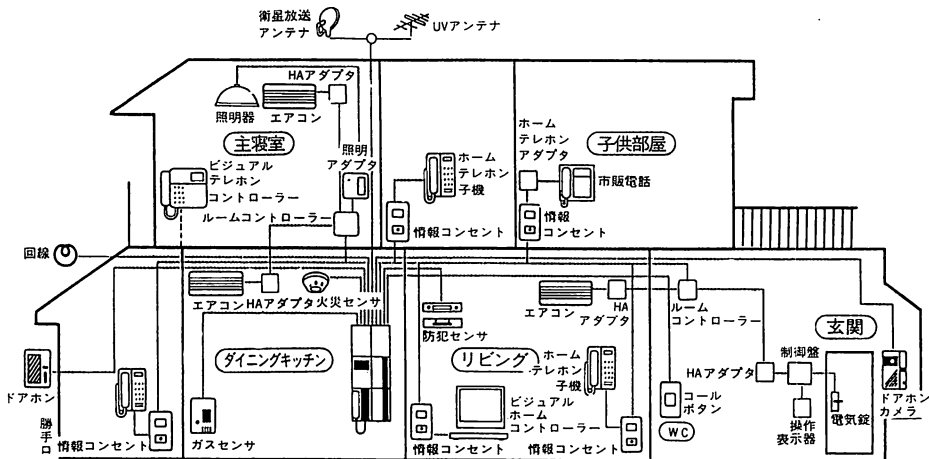 衛星放送
アンテナ
UVアンテナ
HAアダプタ
照明器
エアコン
主寝室
照明
アダプタ
ビジュアル
テレホン
コントローラー
ルームコントローラー
ホーム
テレホン
子機
情報コンセント
ホーム
テレホン
アダプタ
子供部屋
市販電話
情報
コンセント
回線
エアコン
HAアダプタ
火災センサ
防犯センサ
エアコン
HA
アダプタ
ルーム
コントローラー
玄関
ダイニングキッチン
リビング
ホーム
テレホン
子機
制御盤
HAアダプタ
ドアホン
勝手口
情報コンセント
ガスセンサ
情報コンセント
ビジュアル
ホーム
コントローラー
情報コンセント
コール
ボタン
WC
操作
表示器
電気錠
ドアホン
カメラ